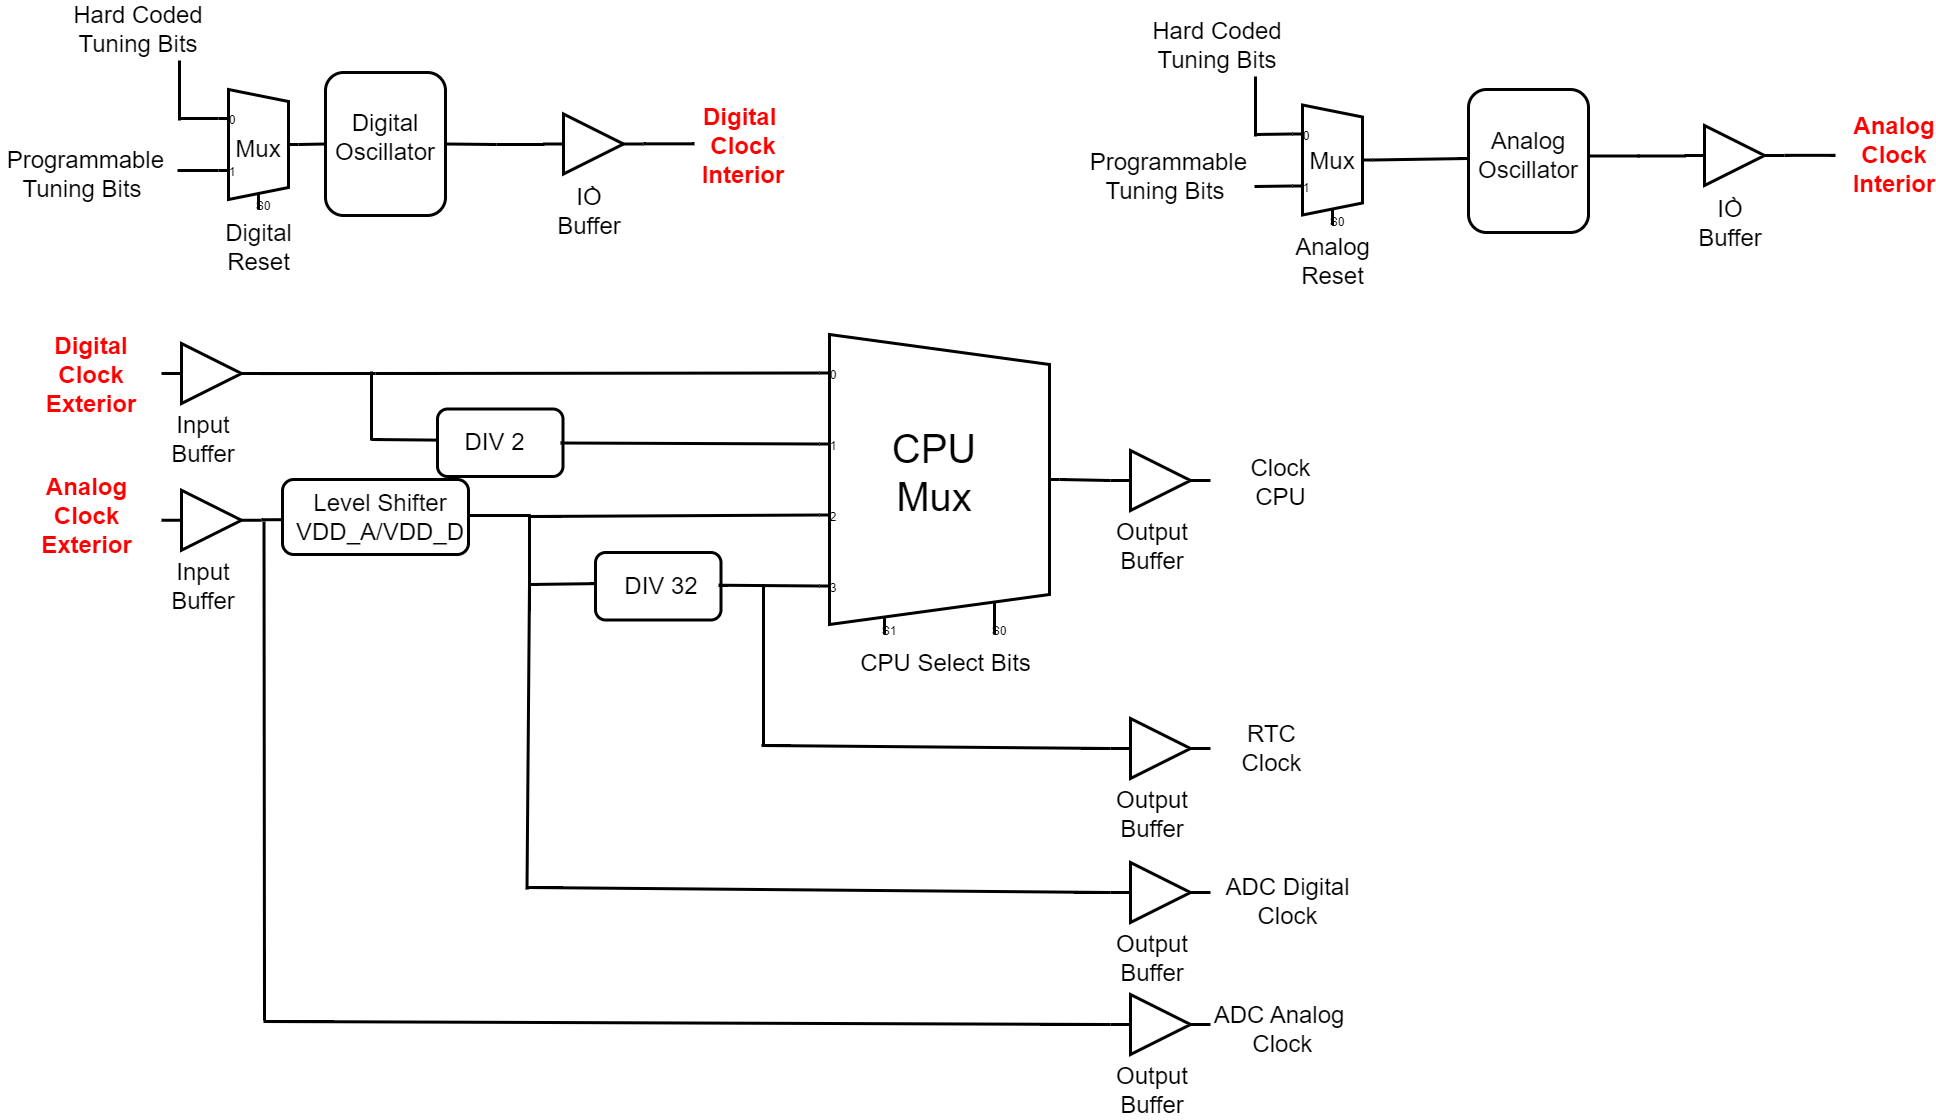 Hard Coded
Tuning Bits
Programmable
Tuning Bits
0
1
Mux
S0
Digital
Reset
Digital
Oscillator
IO
Buffer
Digital
Clock
Interior
Hard Coded
Tuning Bits
Programmable
Tuning Bits
0
1
Mux
S0
Analog
Reset
Analog
Oscillator
IO
Buffer
Analog
Clock
Interior
Digital
Clock
Exterior
Input
Buffer
DIV 2
Analog
Clock
Exterior
Input
Buffer
Level Shifter
VDD_A/VDD_D
DIV 32
0
1
2
3
CPU
Mux
S1
S0
CPU Select Bits
Output
Buffer
Clock
CPU
Output
Buffer
RTC
Clock
Output
Buffer
ADC Digital
Clock
Output
Buffer
ADC Analog
Clock